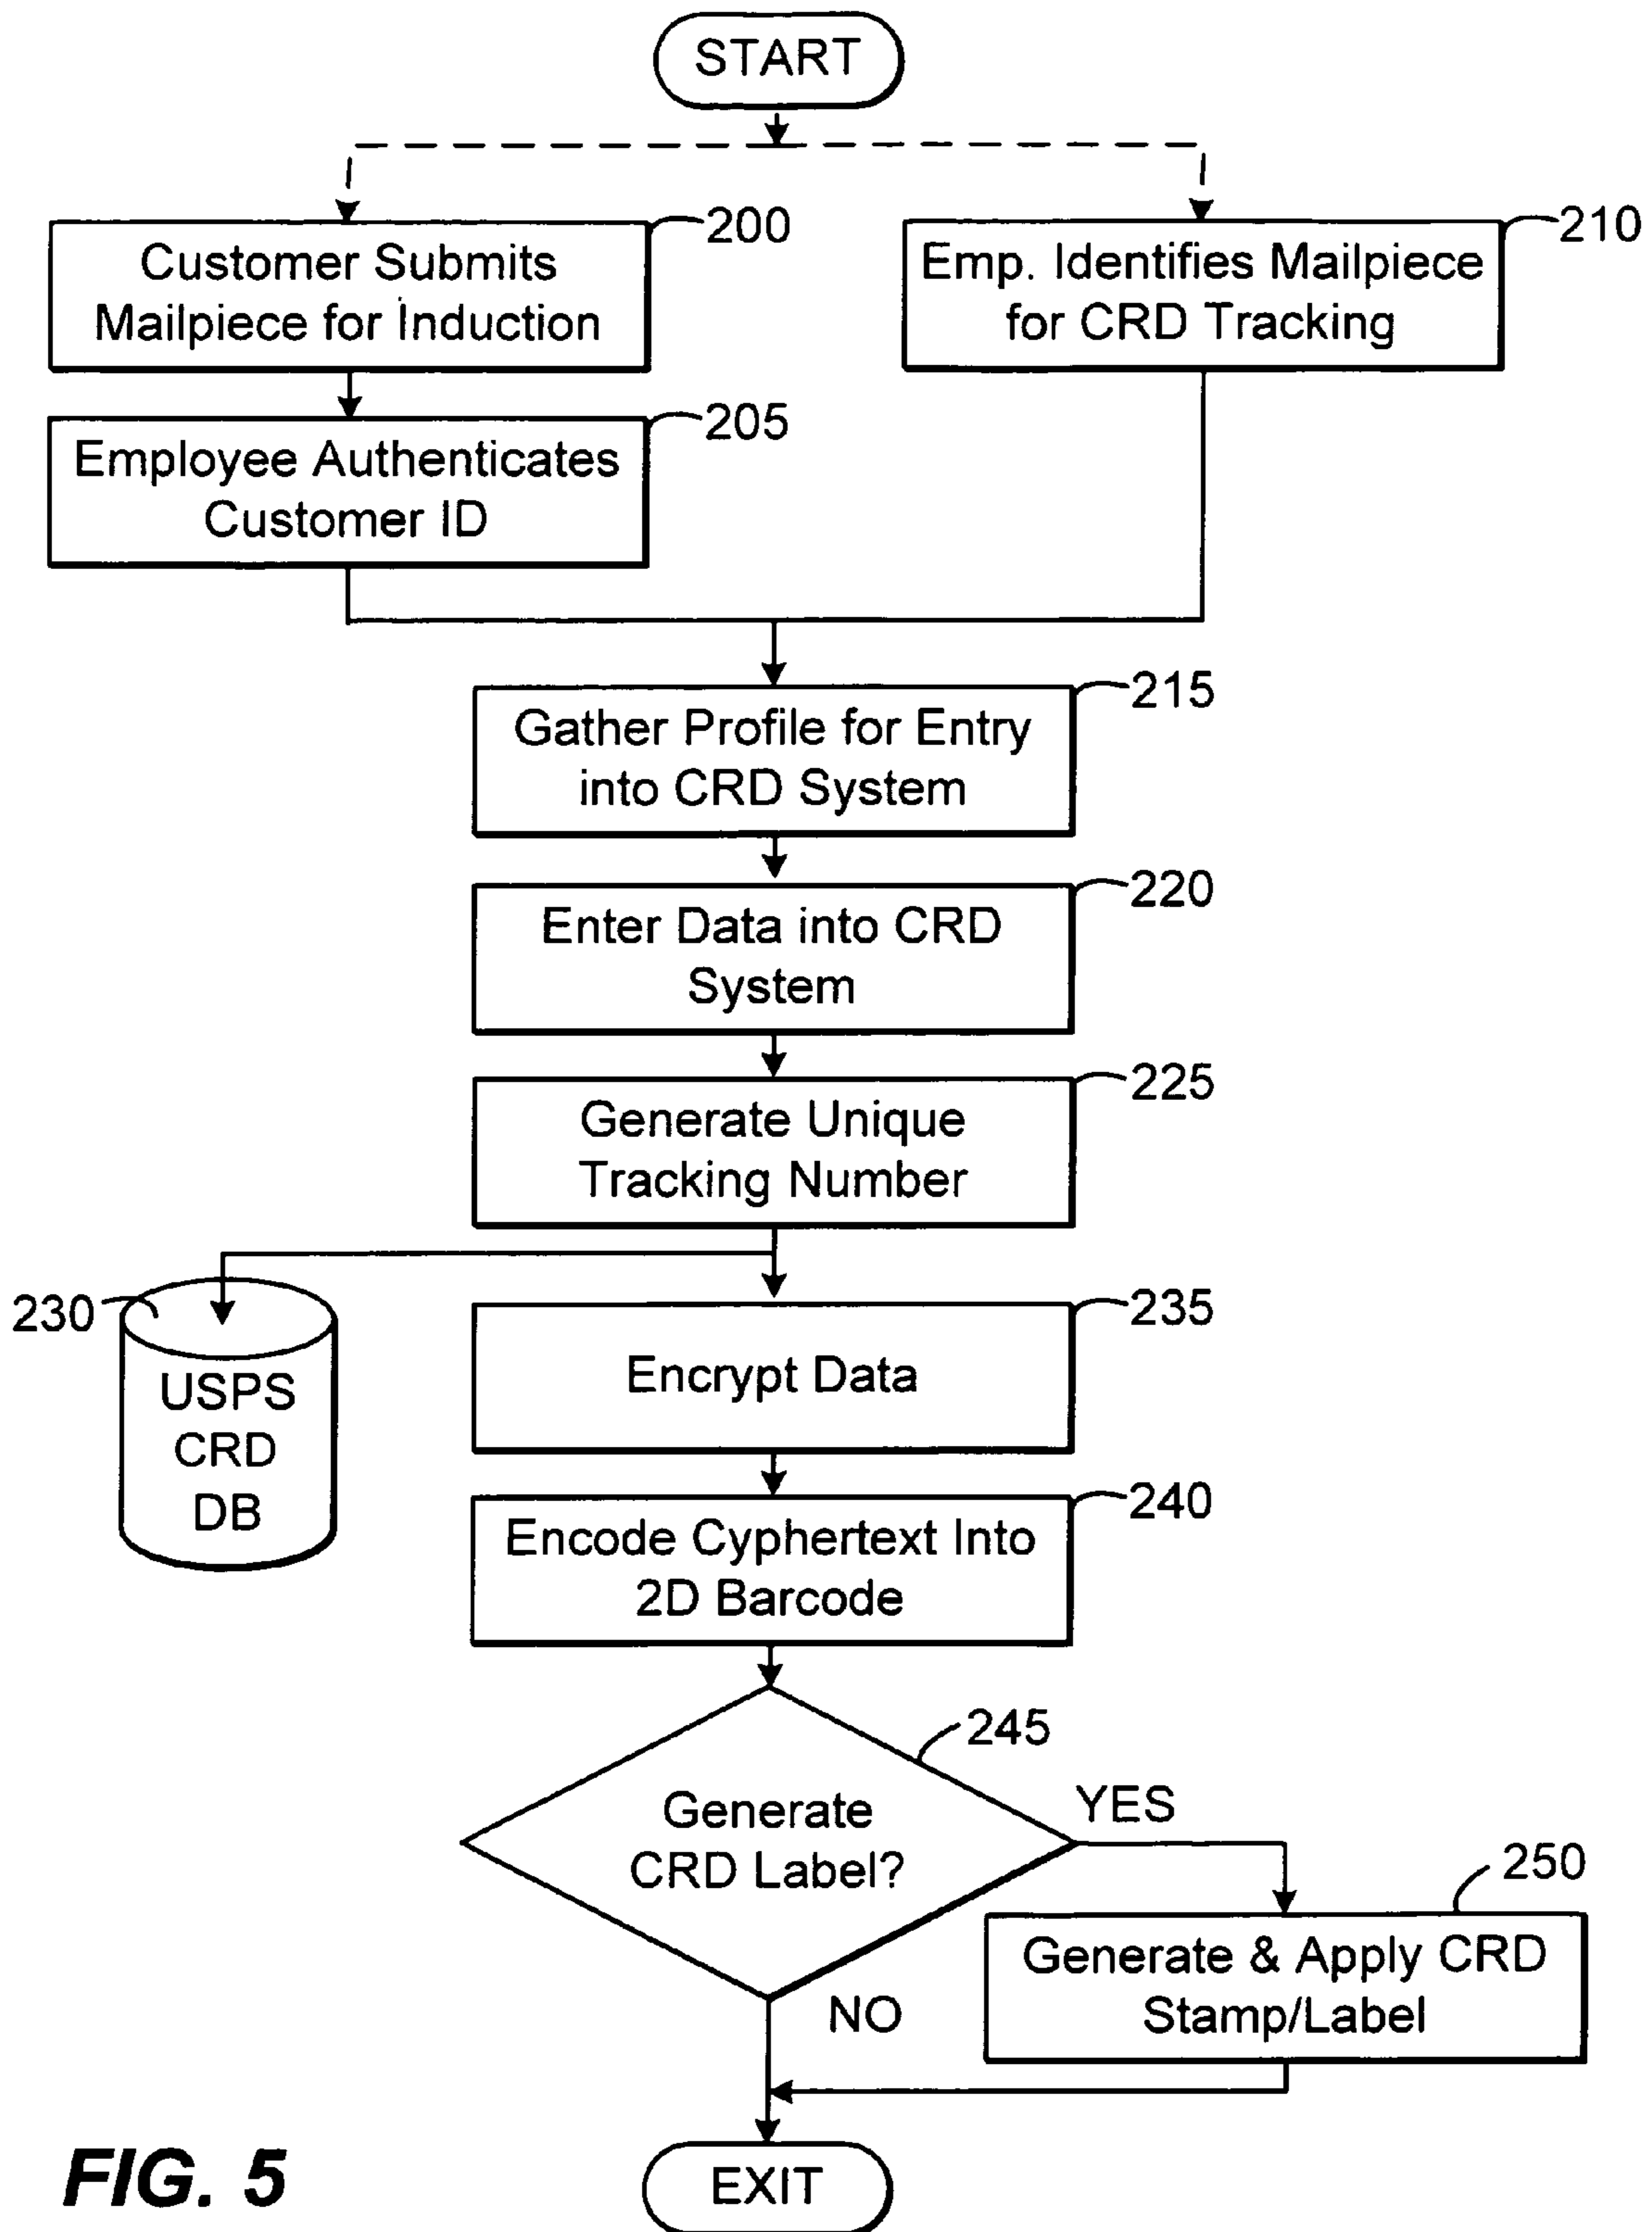 START
200
Customer Submits
Mailpiece for Induction
210
Emp. Identifies Mailpiece
for CRD Tracking
205
Employee Authenticates
Customer ID
215
Gather Profile for Entry
into CRD System
220
Enter Data into CRD
System
225
Generate Unique
Tracking Number
230
USPS
CRD
DB
235
Encrypt Data
240
Encode Cyphertext Into
2D Barcode
245
Generate
CRD Label?
YES
NO
250
Generate & Apply CRD
Stamp/Label
EXIT
FIG. 5